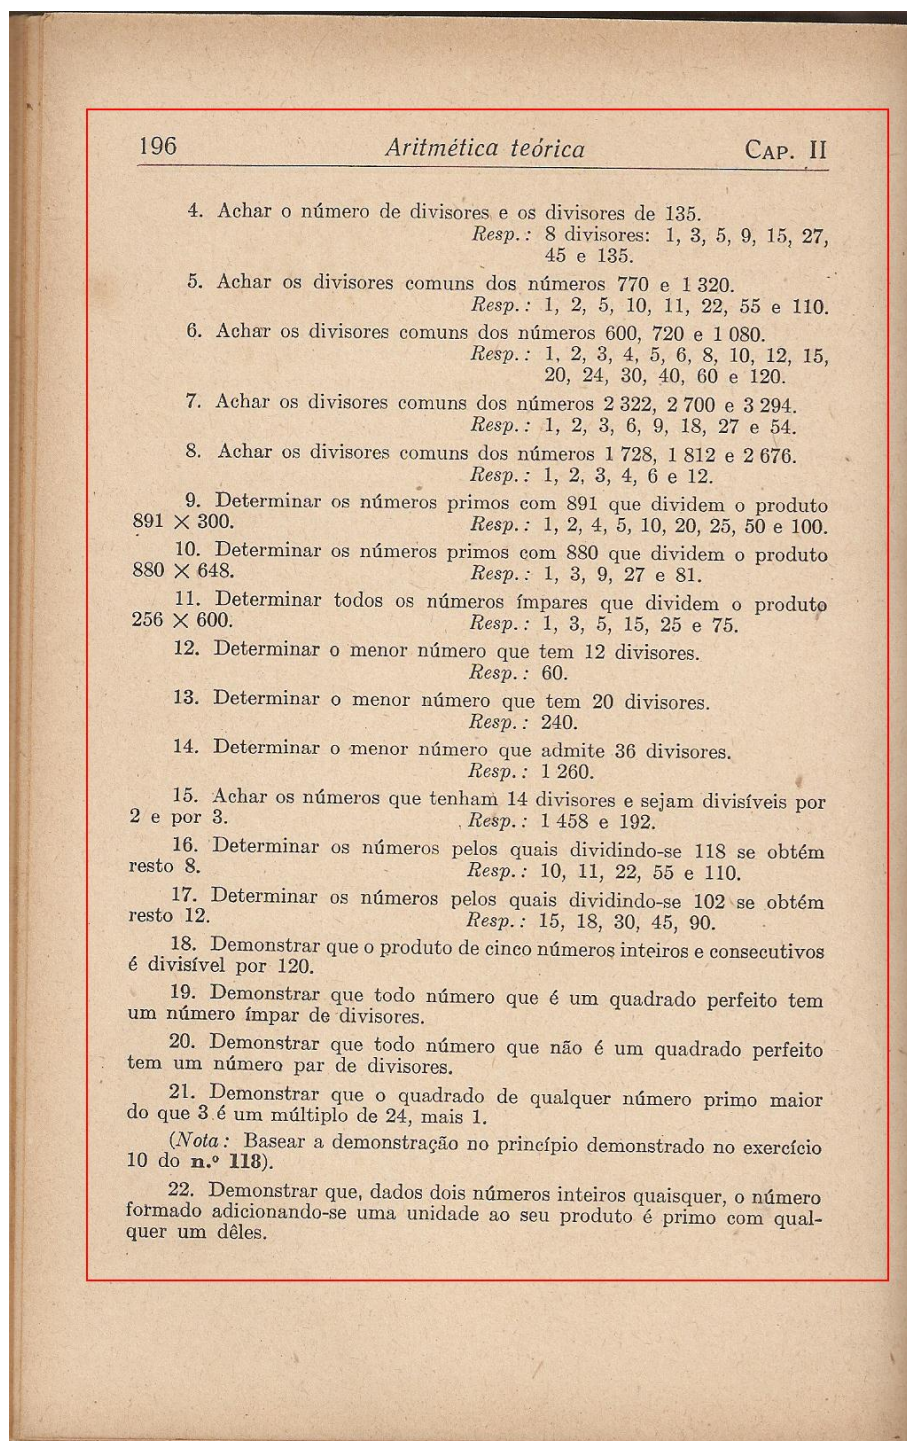 196 Aritmética teórica CAP. II
4. Achar o número de divisores e os divisores de 135.
Resp.: 8 divisores: 1, 3, 5, 9, 15, 27,
45 e 135.
5. Achar os divisores comuns dos números 770 e 1 320.
Resp.: 1, 2, 5, 10, 11, 22, 55 e 110.
6. Achar os divisores comuns dos números 600, 720 e 1 080.
Resp.: 1, 2, 3, 4, 5, 6, 8, 10, 12, 15,
20, 24, 30, 40, 60 e 120.
7. Achar os divisores comuns dos números 2 322, 2 700 e 3 294.
Resp.: 1, 2, 3, 6, 9, 18, 27 e 54.
8. Achar os divisores comuns dos números 1 728, 1 812 e 2 676.
Resp.: 1, 2, 3, 4, 6 e 12.
9. Determinar os números primos com 891 que dividem o produto
891 × 300. Resp.: 1, 2, 4, 5, 10, 20, 25, 50 e 100.
10. Determinar os números primos com 880 que dividem o produto
880 × 648. Resp.: 1, 3, 9, 27 e 81.
11. Determinar todos os números ímpares que dividem o produto
256 × 600. Resp.: 1, 3, 5, 15, 25 e 75.
12. Determinar o menor número que tem 12 divisores.
Resp.: 60.
13. Determinar o menor número que tem 20 divisores.
Resp.: 240.
14. Determinar o menor número que admite 36 divisores.
Resp.: 1 260.
15. Achar os números que tenham 14 divisores e sejam divisíveis por
2 e por 3. Resp.: 1 458 e 192.
16. Determinar os números pelos quais dividindo-se 118 se obtém
resto 8. Resp.: 10, 11, 22, 55 e 110.
17. Determinar os números pelos quais dividindo-se 102 se obtém
resto 12. Resp.: 15, 18, 30, 45, 90.
18. Demonstrar que o produto de cinco números inteiros e consecutivos
é divisível por 120.
19. Demonstrar que todo número que é um quadrado perfeito tem
um número ímpar de divisores.
20. Demonstrar que todo número que não é um quadrado perfeito
tem um número par de divisores.
21. Demonstrar que o quadrado de qualquer número primo maior
do que 3 é um múltiplo de 24, mais 1.
(Nota: Basear a demonstração no princípio demonstrado no exercício
10 do n.º 118).
22. Demonstrar que, dados dois números inteiros quaisquer, o número
formado adicionando-se uma unidade ao seu produto é primo com qual-
quer um dêles.